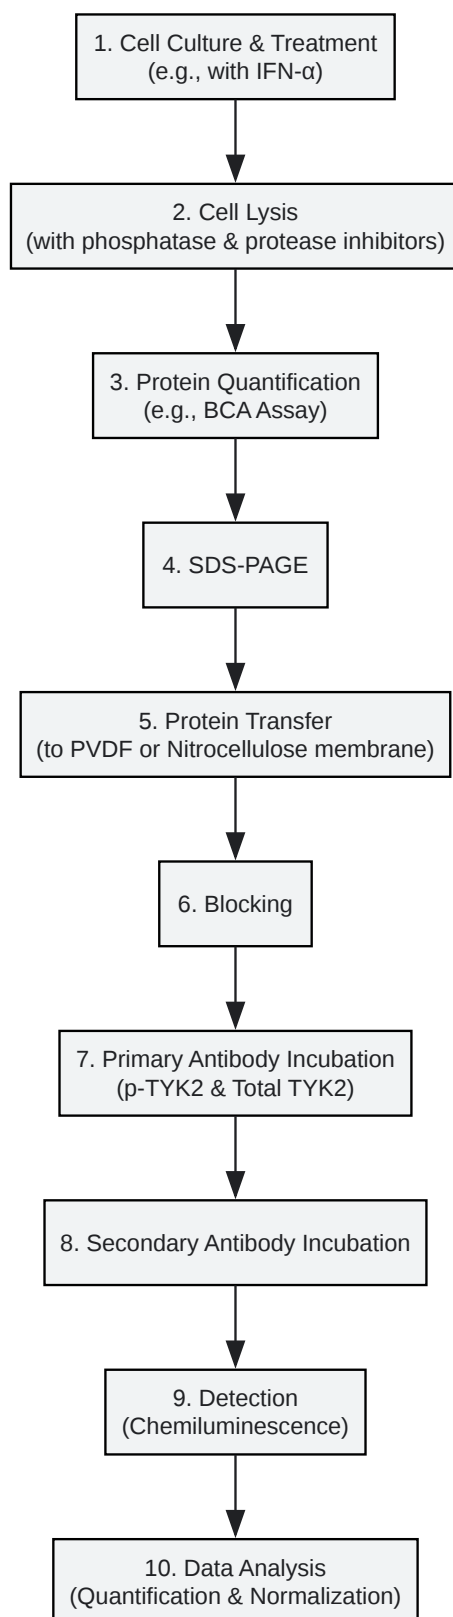 1. Cell Culture & Treatment
(e.g., with IFN-α)
2. Cell Lysis
(with phosphatase & protease inhibitors)
3. Protein Quantification
(e.g., BCA Assay)
4. SDS-PAGE
5. Protein Transfer
(to PVDF or Nitrocellulose membrane)
6. Blocking
7. Primary Antibody Incubation
(p-TYK2 & Total TYK2)
8. Secondary Antibody Incubation
9. Detection
(Chemiluminescence)
10. Data Analysis
(Quantification & Normalization)